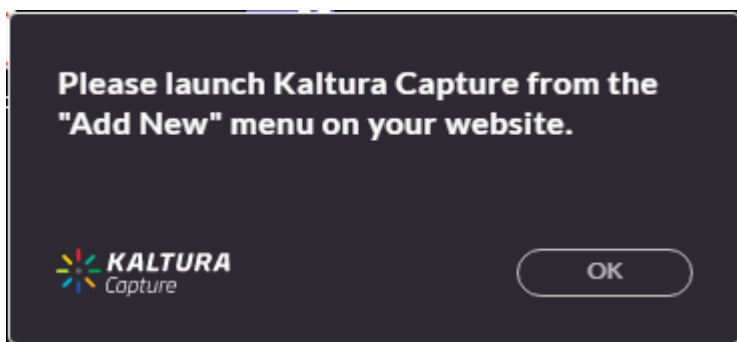 Please launch Kaltura Capture from the
"Add New" menu on your website.
KALTURA
Capture
OK